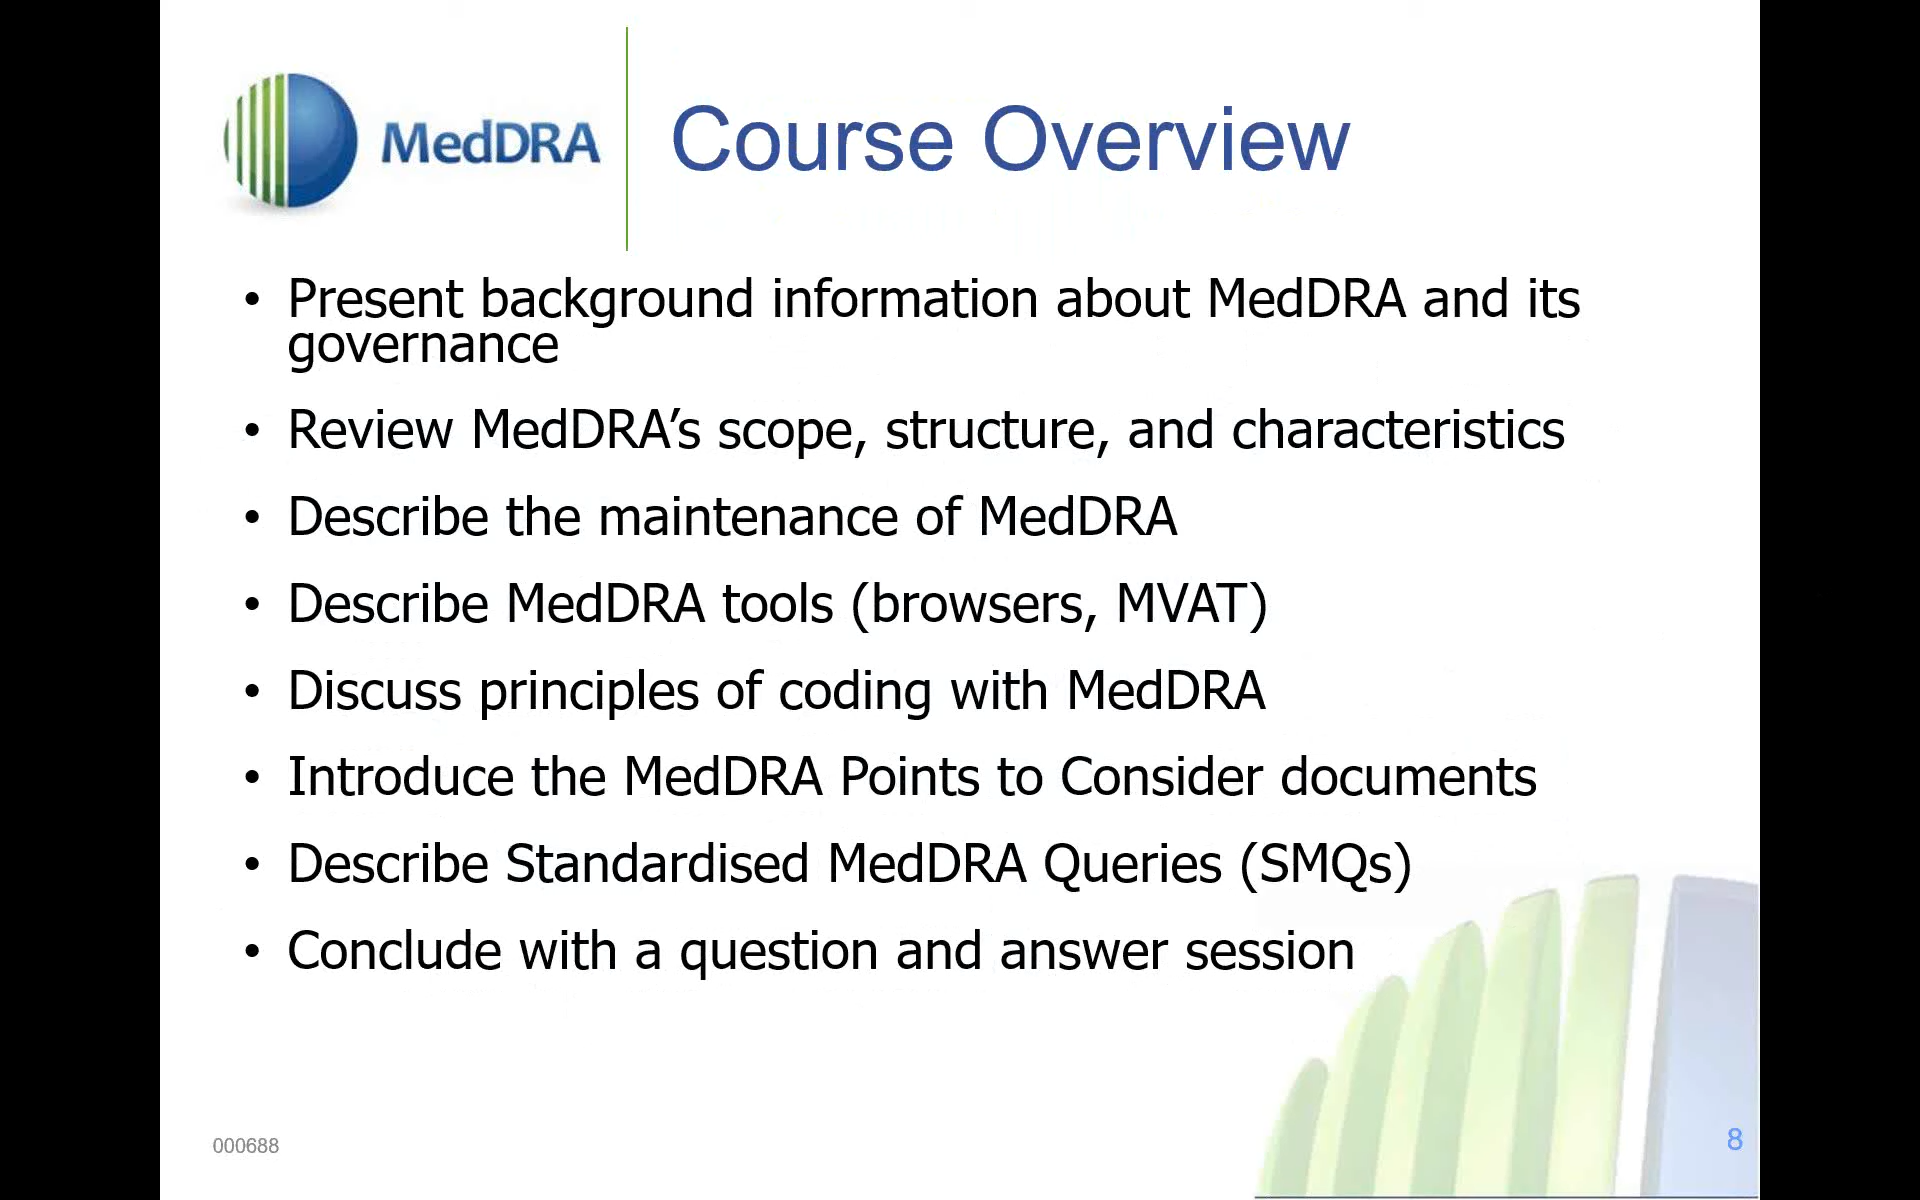 MedDRA
Course Overview
• Present background information about MedDRA and its
governance
• Review MedDRA’s scope, structure, and characteristics
• Describe the maintenance of MedDRA
• Describe MedDRA tools (browsers, MVAT)
• Discuss principles of coding with MedDRA
• Introduce the MedDRA Points to Consider documents
• Describe Standardised MedDRA Queries (SMQs)
• Conclude with a question and answer session
000688
8